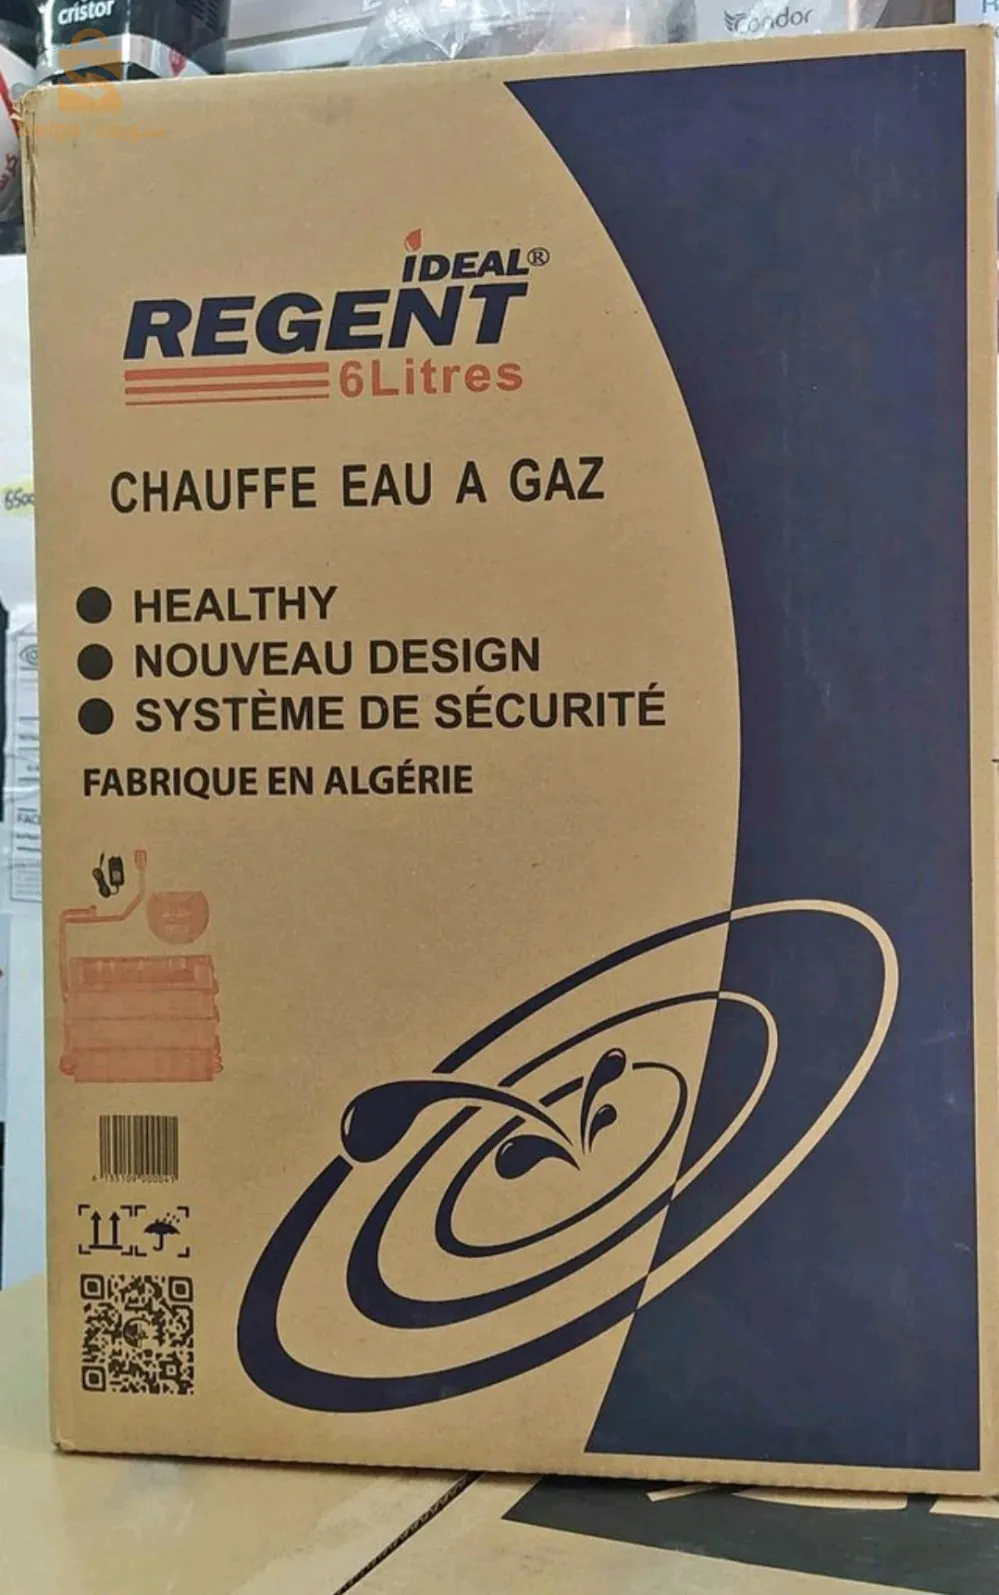 cristor
Condor
iDEAL®
REGENT
6Litres
CHAUFFE EAU A GAZ
● HEALTHY
● NOUVEAU DESIGN
● SYSTÈME DE SÉCURITÉ
FABRIQUE EN ALGÉRIE